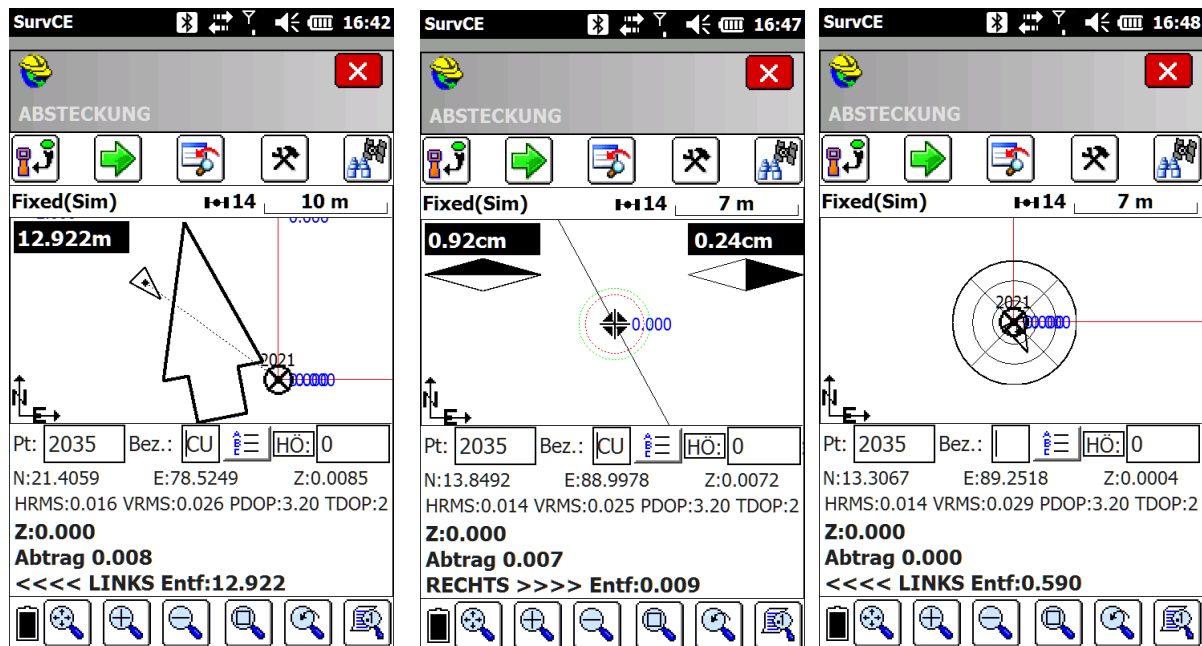 SurvCE 16:42
ABSTECKUNG
Fixed(Sim) 14 10 m
0.000
12.922m
2021
N
E
Pt: 2035 Bez.: CU HÖ: 0
N:21.4059 E:78.5249 Z:0.0085
HRMS:0.016 VRMS:0.026 PDOP:3.20 TDOP:2
Z:0.000
Abtrag 0.008
<<<< LINKS Entf:12.922
SurvCE 16:47
ABSTECKUNG
Fixed(Sim) 14 7 m
0.92cm 0.24cm
0.000
N
E
Pt: 2035 Bez.: CU HÖ: 0
N:13.8492 E:88.9978 Z:0.0072
HRMS:0.014 VRMS:0.025 PDOP:3.20 TDOP:2
Z:0.000
Abtrag 0.007
RECHTS >>>> Entf:0.009
SurvCE 16:48
ABSTECKUNG
Fixed(Sim) 14 7 m
2021
N
E
Pt: 2035 Bez.: HÖ: 0
N:13.3067 E:89.2518 Z:0.0004
HRMS:0.014 VRMS:0.029 PDOP:3.20 TDOP:2
Z:0.000
Abtrag 0.000
<<<< LINKS Entf:0.590